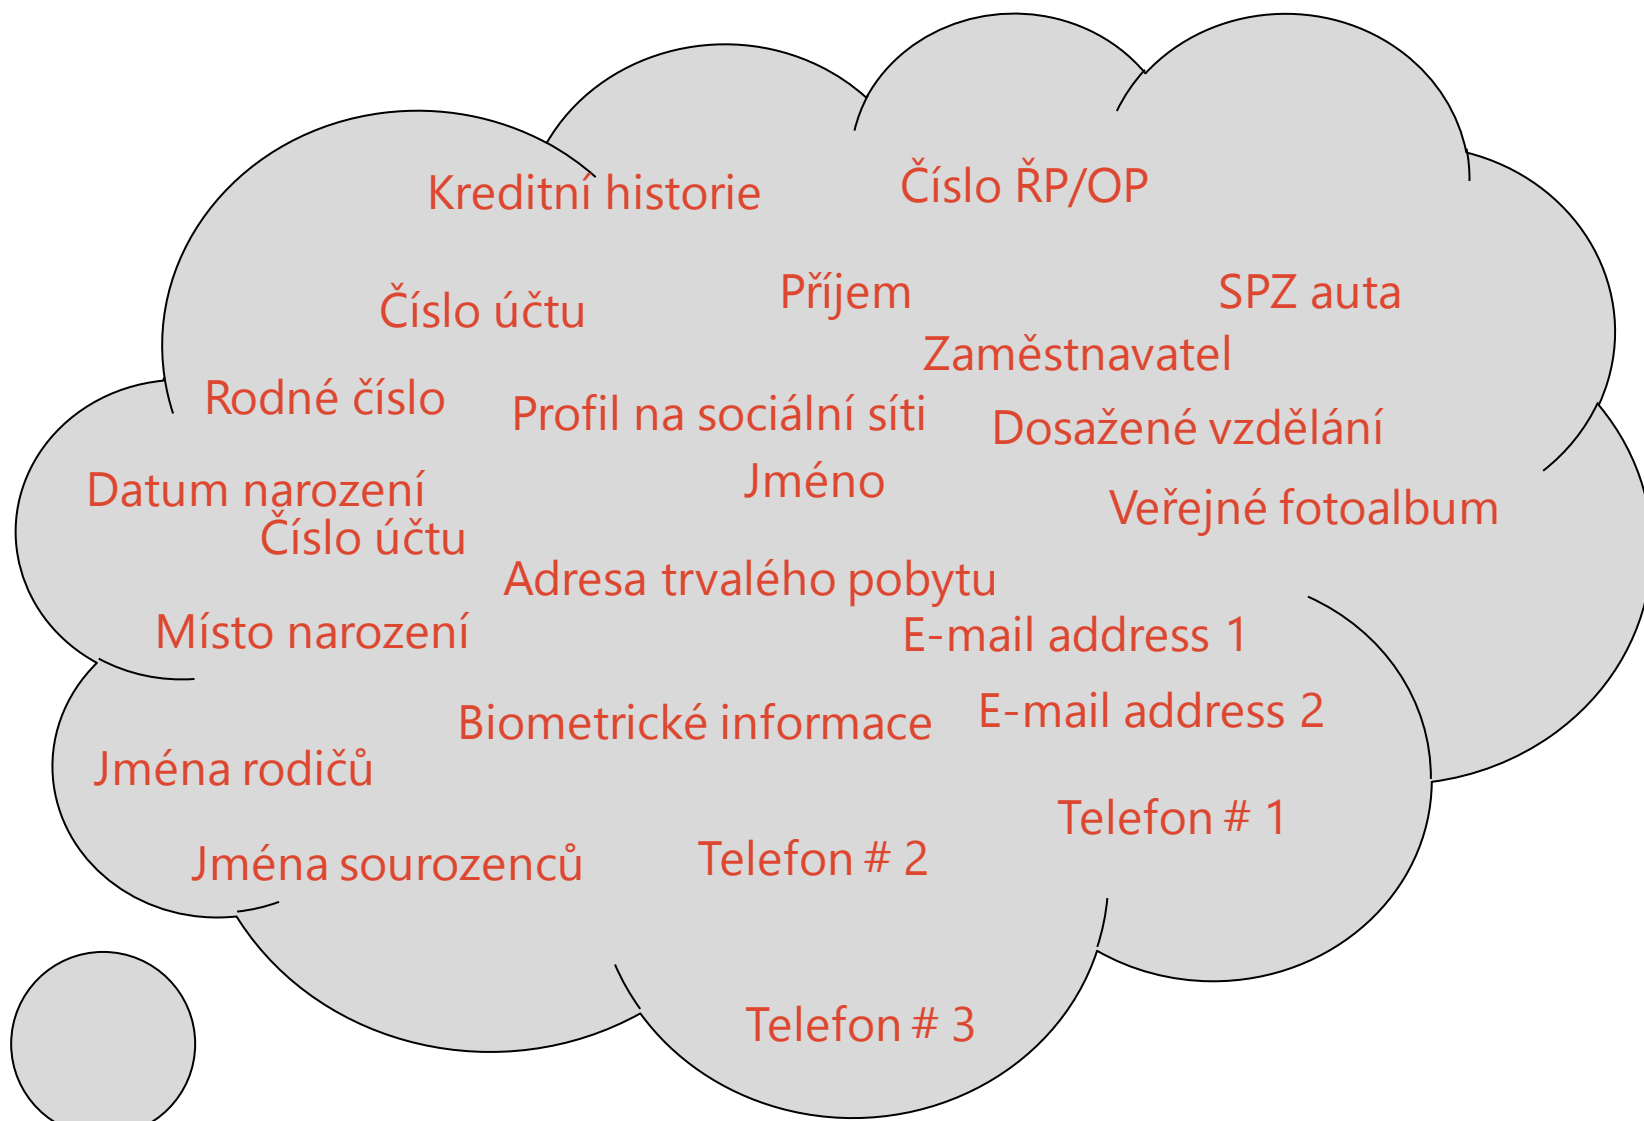 Kreditní historie
Číslo ŘP/OP
Číslo účtu
Příjem
SPZ auta
Zaměstnavatel
Rodné číslo
Profil na sociální síti
Dosažené vzdělání
Datum narození
Jméno
Veřejné fotoalbum
Číslo účtu
Adresa trvalého pobytu
Místo narození
E-mail address 1
Biometrické informace
E-mail address 2
Jména rodičů
Telefon # 1
Jména sourozenců
Telefon # 2
Telefon # 3